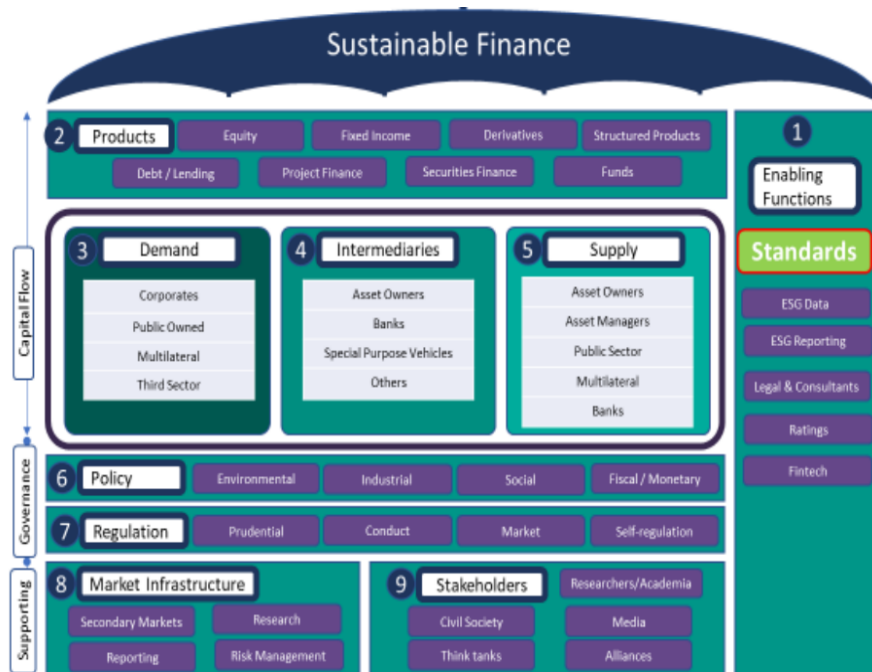 Sustainable Finance
2 Products Equity Fixed Income Derivatives Structured Products
Debt / Lending Project Finance Securities Finance Funds
1
Enabling
Functions
Standards
ESG Data
ESG Reporting
Legal & Consultants
Ratings
Fintech
Capital Flow
3 Demand
Corporates
Public Owned
Multilateral
Third Sector
4 Intermediaries
Asset Owners
Banks
Special Purpose Vehicles
Others
5 Supply
Asset Owners
Asset Managers
Public Sector
Multilateral
Banks
Governance
6 Policy Environmental Industrial Social Fiscal / Monetary
7 Regulation Prudential Conduct Market Self-regulation
Supporting
8 Market Infrastructure
Secondary Markets Research
Reporting Risk Management
9 Stakeholders Researchers/Academia
Civil Society Media
Think tanks Alliances